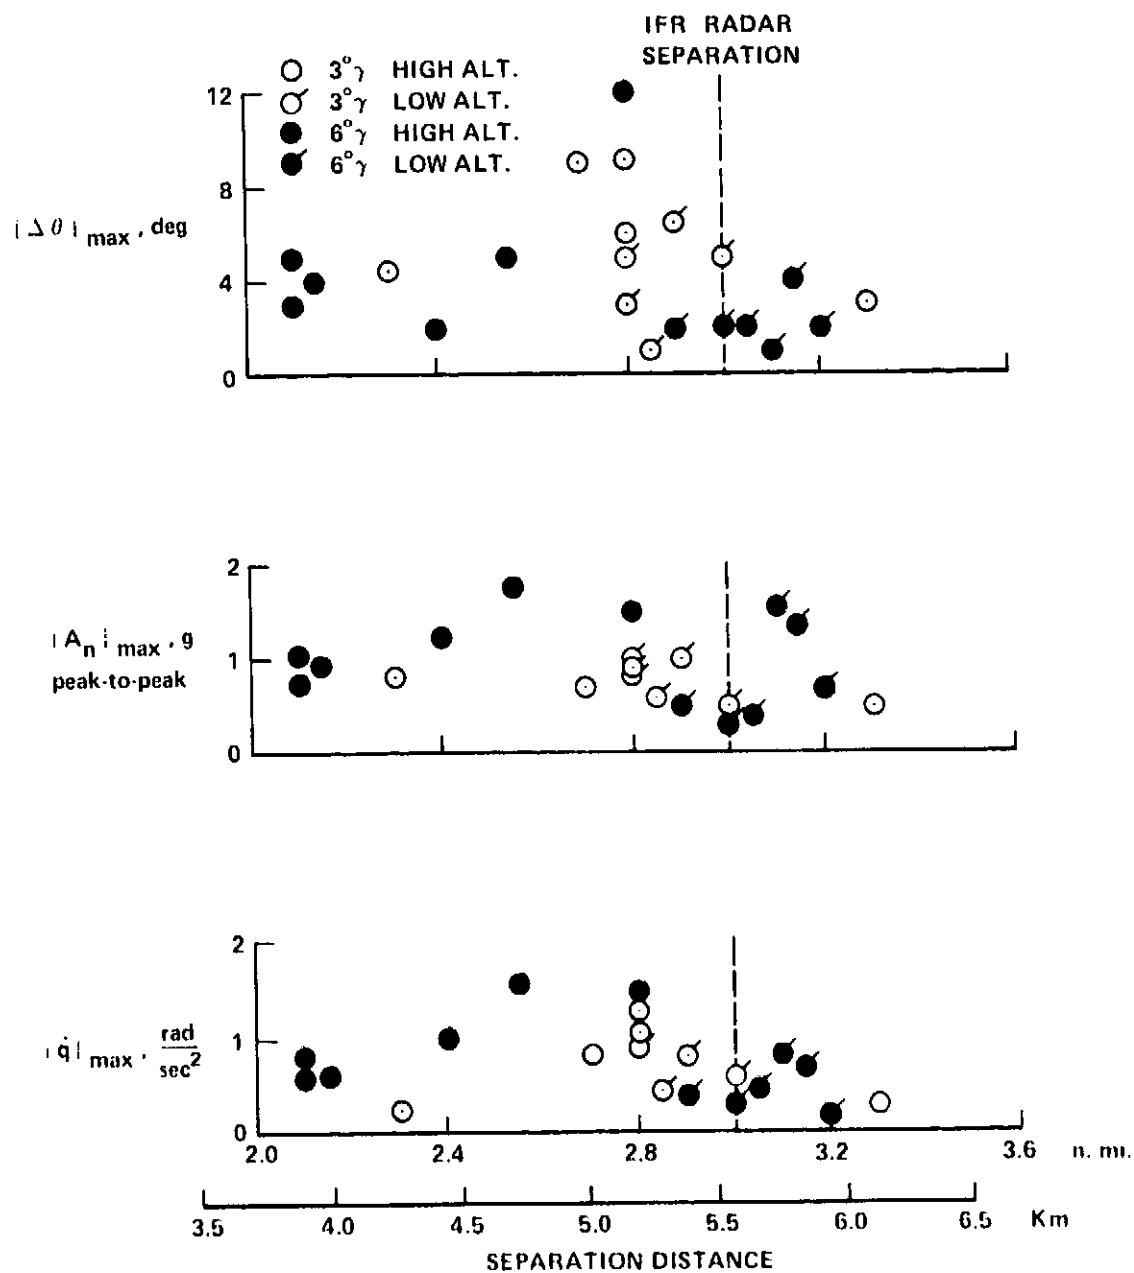 IFR RADAR
SEPARATION
3°γ HIGH ALT.
3°γ LOW ALT.
6°γ HIGH ALT.
6°γ LOW ALT.
12
8
|Δθ| max, deg
4
0
2
|An| max, g
peak-to-peak
1
0
2
|q̇| max, rad/sec²
1
0
2.0 2.4 2.8 3.2 3.6 n. mi.
3.5 4.0 4.5 5.0 5.5 6.0 6.5 Km
SEPARATION DISTANCE